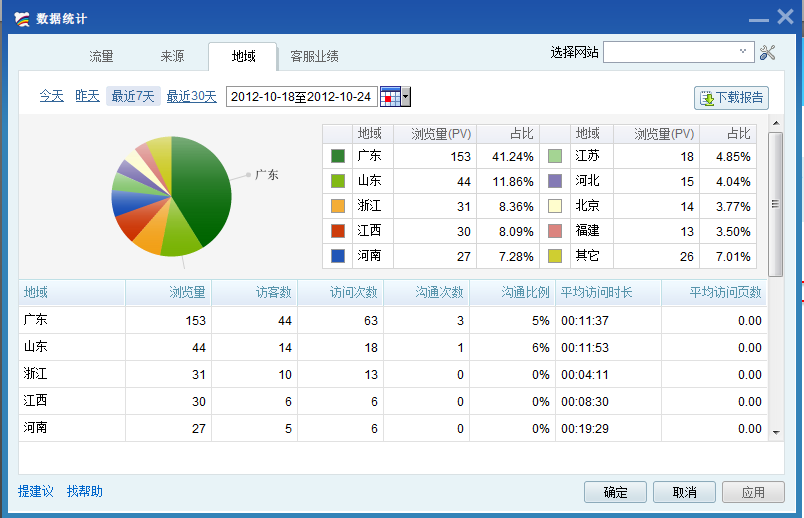 数据统计
流量 来源 地域 客服业绩 选择网站
今天 昨天 最近7天 最近30天 2012-10-18至2012-10-24 下载报告
广东
地域 浏览量(PV) 占比 地域 浏览量(PV) 占比
广东 153 41.24% 江苏 18 4.85%
山东 44 11.86% 河北 15 4.04%
浙江 31 8.36% 北京 14 3.77%
江西 30 8.09% 福建 13 3.50%
河南 27 7.28% 其它 26 7.01%
地域 浏览量 访客数 访问次数 沟通次数 沟通比例 平均访问时长 平均访问页数
广东 153 44 63 3 5% 00:11:37 0.00
山东 44 14 18 1 6% 00:11:53 0.00
浙江 31 10 13 0 0% 00:04:11 0.00
江西 30 6 6 0 0% 00:08:30 0.00
河南 27 5 6 0 0% 00:19:29 0.00
提建议 找帮助 确定 取消 应用